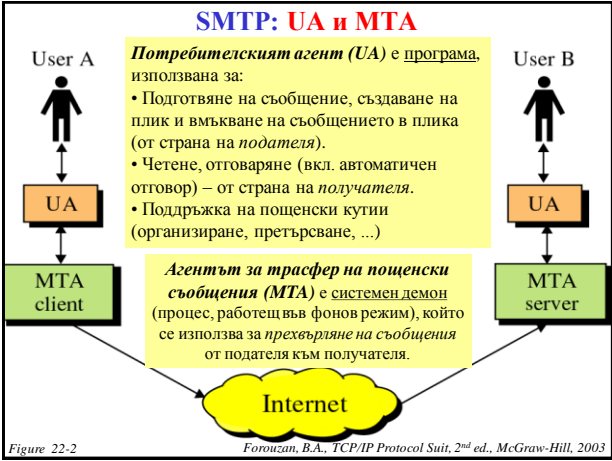 SMTP: UA и MTA
User A
User B
Потребителският агент (UA) е програма,
използвана за:
• Подготвяне на съобщение, създаване на
плик и вмъкване на съобщението в плика
(от страна на подателя).
• Четене, отговаряне (вкл. автоматичен
отговор) – от страна на получателя.
• Поддръжка на пощенски кутии
(организиране, претърсване, ...)
UA
UA
Агентът за трасфер на пощенски
съобщения (MTA) е системен демон
(процес, работещ във фонов режим), който
се използва за прехвърляне на съобщения
от подателя към получателя.
MTA
client
MTA
server
Internet
Figure 22-2
Forouzan, B.A., TCP/IP Protocol Suit, 2nd ed., McGraw-Hill, 2003